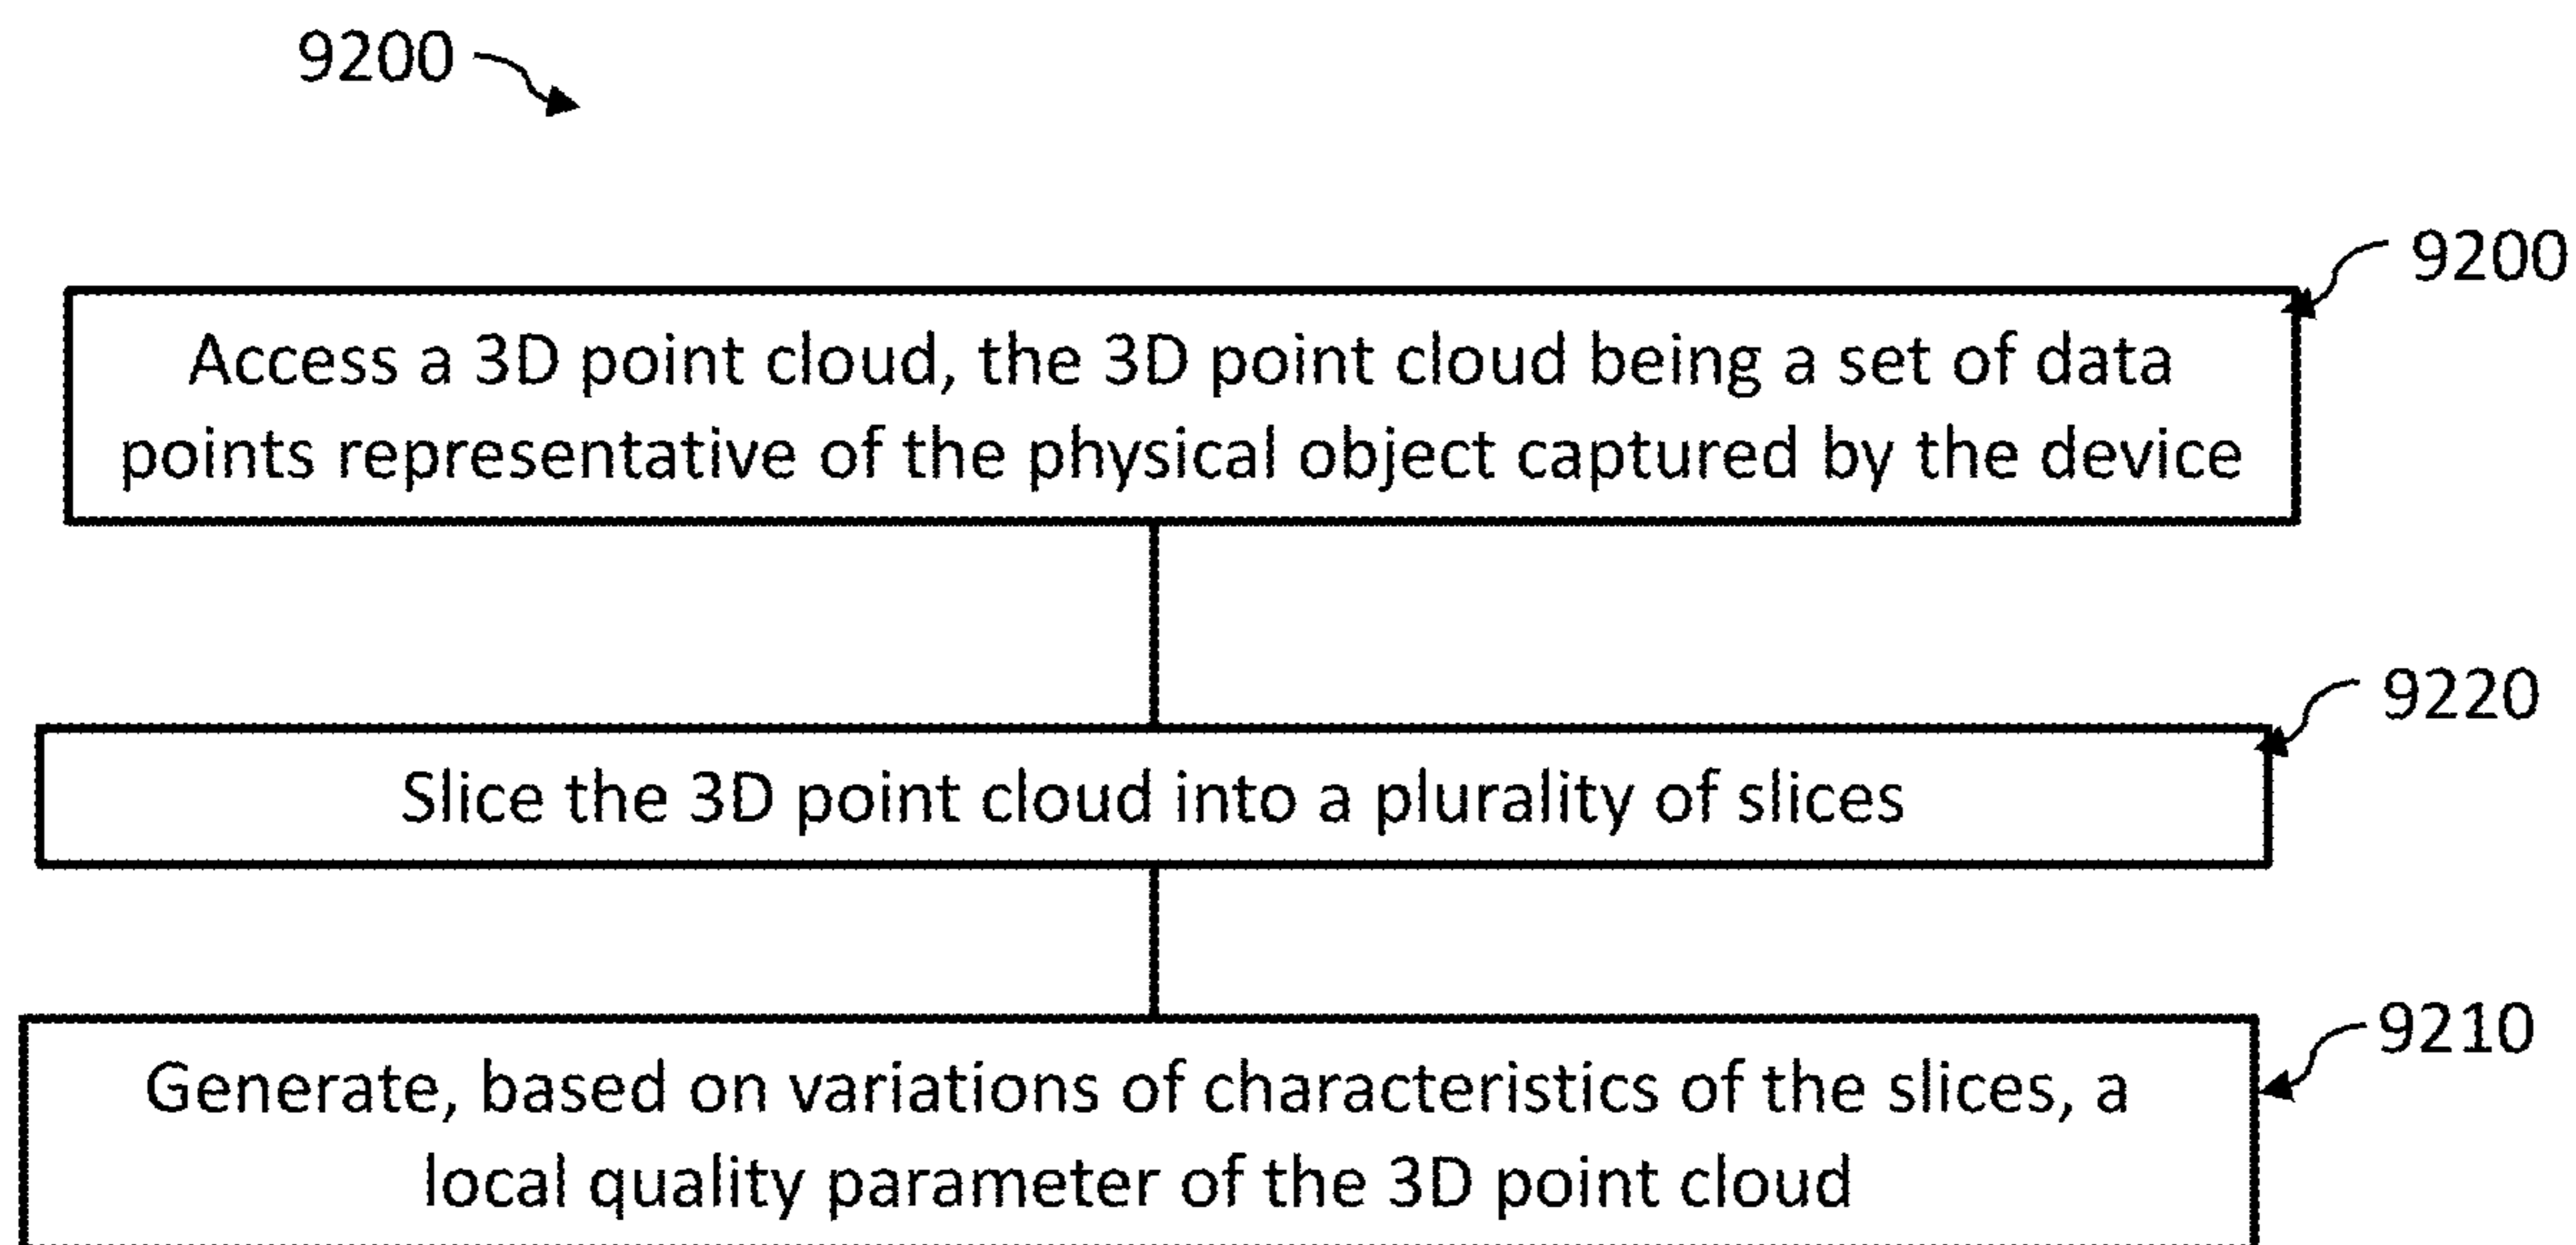 9200
9200
Access a 3D point cloud, the 3D point cloud being a set of data
points representative of the physical object captured by the device
9220
Slice the 3D point cloud into a plurality of slices
9210
Generate, based on variations of characteristics of the slices, a
local quality parameter of the 3D point cloud